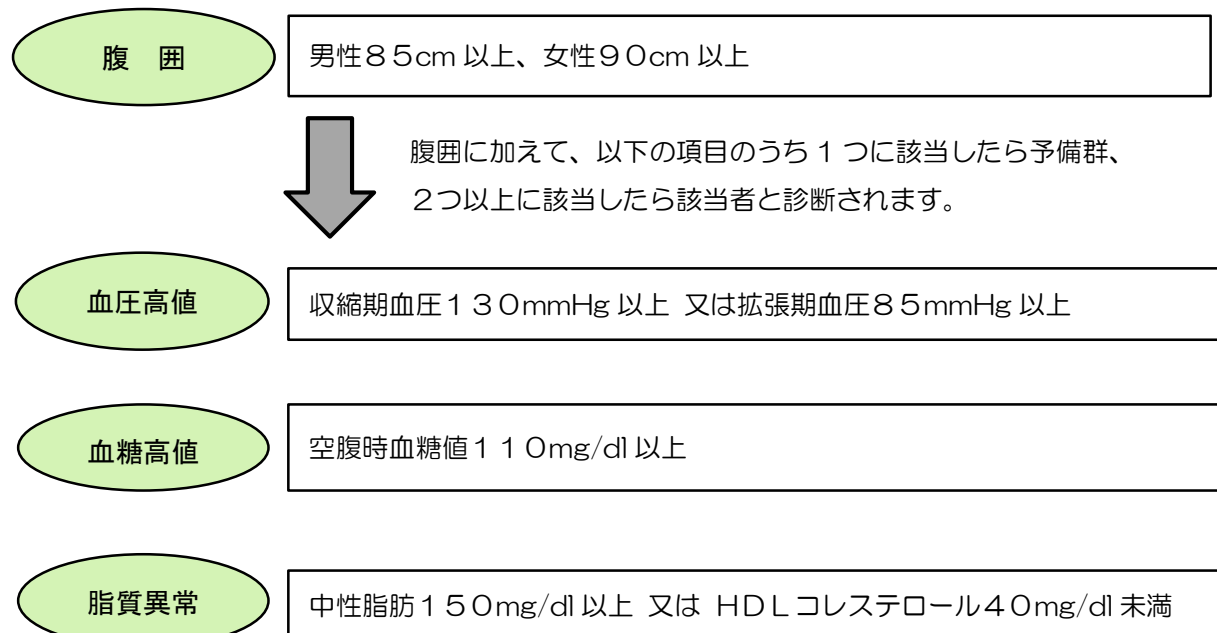 腹 囲
男性85cm 以上、女性90cm 以上
腹囲に加えて、以下の項目のうち 1 つに該当したら予備群、
2つ以上に該当したら該当者と診断されます。
血圧高値
収縮期血圧130mmHg 以上 又は拡張期血圧85mmHg 以上
血糖高値
空腹時血糖値110mg/dl 以上
脂質異常
中性脂肪150mg/dl 以上 又は HDLコレステロール40mg/dl 未満